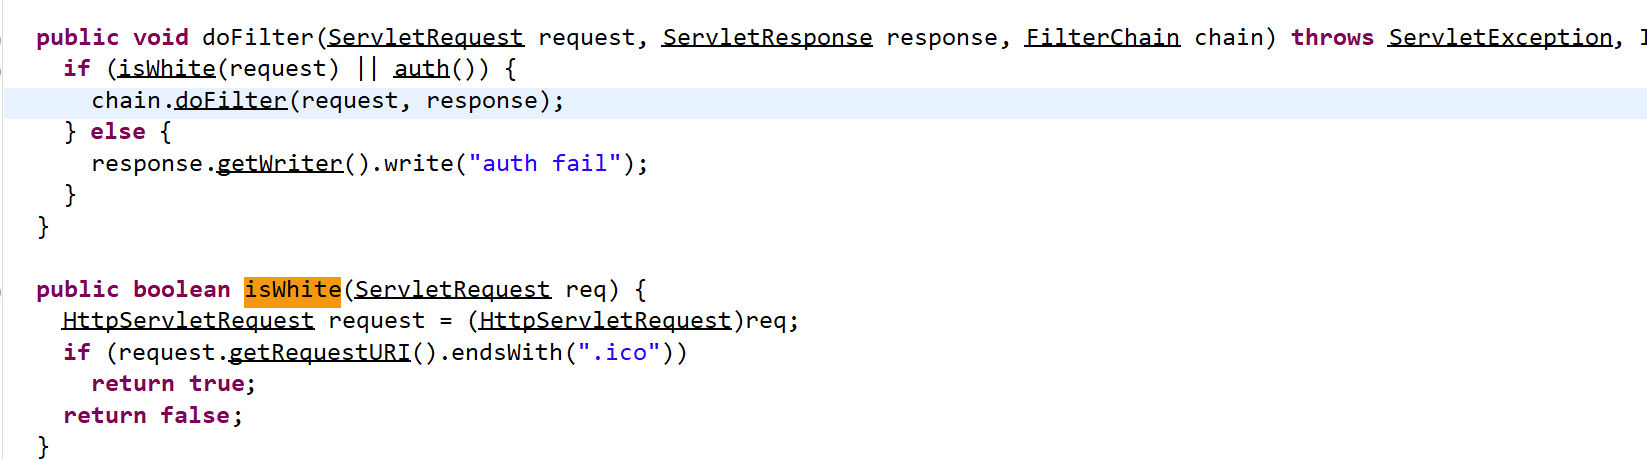 public void doFilter(ServletRequest request, ServletResponse response, FilterChain chain) throws ServletException, I
if (isWhite(request) || auth()) {
chain.doFilter(request, response);
} else {
response.getWriter().write("auth fail");
}
}
public boolean isWhite(ServletRequest req) {
HttpServletRequest request = (HttpServletRequest)req;
if (request.getRequestURI().endsWith(".ico"))
return true;
return false;
}